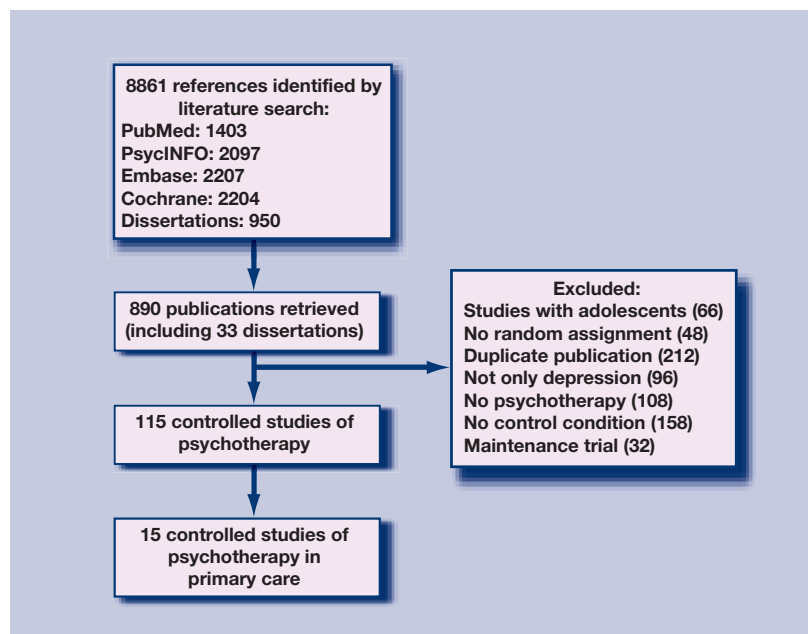 8861 references identified by
literature search:
PubMed: 1403
PsycINFO: 2097
Embase: 2207
Cochrane: 2204
Dissertations: 950
890 publications retrieved
(including 33 dissertations)
Excluded:
Studies with adolescents (66)
No random assignment (48)
Duplicate publication (212)
Not only depression (96)
No psychotherapy (108)
No control condition (158)
Maintenance trial (32)
115 controlled studies of
psychotherapy
15 controlled studies of
psychotherapy in
primary care